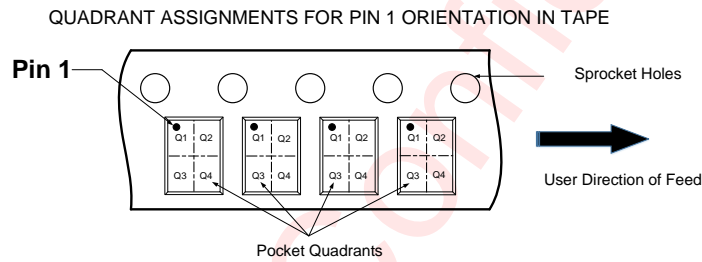 QUADRANT ASSIGNMENTS FOR PIN 1 ORIENTATION IN TAPE
Pin 1
Sprocket Holes
Q1 Q2 Q1 Q2 Q1 Q2 Q1 Q2
Q3 Q4 Q3 Q4 Q3 Q4 Q3 Q4
User Direction of Feed
Pocket Quadrants